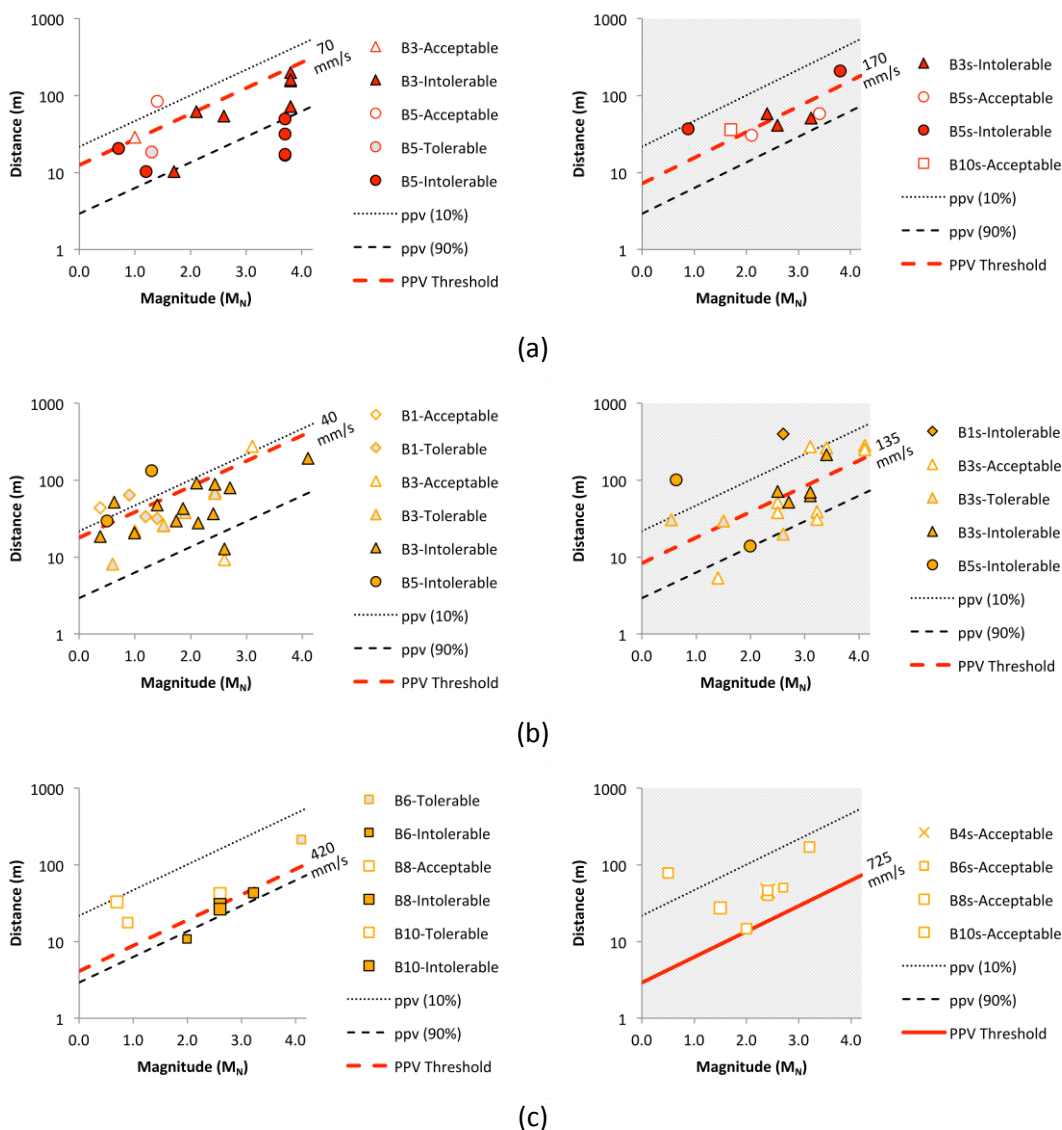 1000
100
10
1
0.0 1.0 2.0 3.0 4.0
Distance (m)
Magnitude (MN)
70
mm/s
B3-Acceptable
B3-Intolerable
B5-Acceptable
B5-Tolerable
B5-Intolerable
ppv (10%)
ppv (90%)
PPV Threshold
1000
100
10
1
0.0 1.0 2.0 3.0 4.0
Distance (m)
Magnitude (MN)
170
mm/s
B3s-Intolerable
B5s-Acceptable
B5s-Intolerable
B10s-Acceptable
ppv (10%)
ppv (90%)
PPV Threshold
(a)
1000
100
10
1
0.0 1.0 2.0 3.0 4.0
Distance (m)
Magnitude (MN)
40
mm/s
B1-Acceptable
B1-Tolerable
B3-Acceptable
B3-Tolerable
B3-Intolerable
B5-Intolerable
ppv (10%)
ppv (90%)
PPV Threshold
1000
100
10
1
0.0 1.0 2.0 3.0 4.0
Distance (m)
Magnitude (MN)
135
mm/s
B1s-Intolerable
B3s-Acceptable
B3s-Tolerable
B3s-Intolerable
B5s-Intolerable
ppv (10%)
ppv (90%)
PPV Threshold
(b)
1000
100
10
1
0.0 1.0 2.0 3.0 4.0
Distance (m)
Magnitude (MN)
420
mm/s
B6-Tolerable
B6-Intolerable
B8-Acceptable
B8-Intolerable
B10-Tolerable
B10-Intolerable
ppv (10%)
ppv (90%)
PPV Threshold
1000
100
10
1
0.0 1.0 2.0 3.0 4.0
Distance (m)
Magnitude (MN)
725
mm/s
B4s-Acceptable
B6s-Acceptable
B8s-Acceptable
B10s-Acceptable
ppv (10%)
ppv (90%)
PPV Threshold
(c)